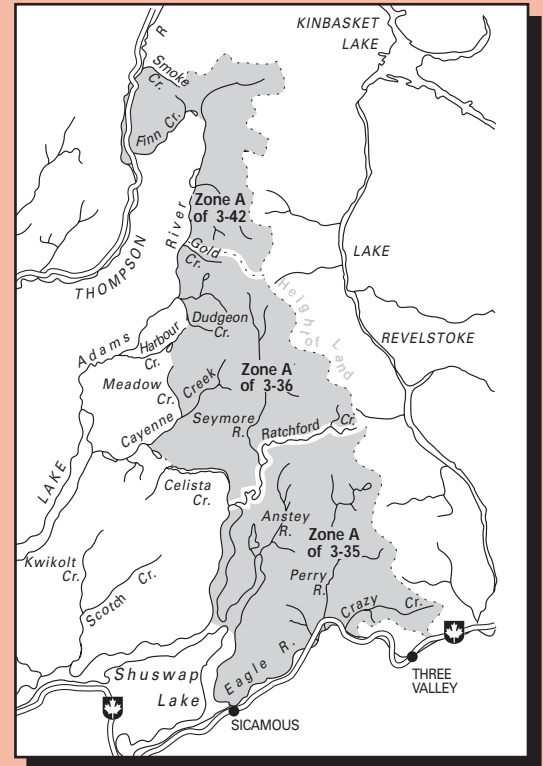 KINBASKET
LAKE
R
Smoke
Cr.
Finn Cr.
Zone A
of 3-42
River
Gold
Cr.
THOMPSON
LAKE
Height
of Land
Dudgeon
Cr.
Adams
Harbour
Cr.
REVELSTOKE
Zone A
of 3-36
Meadow
Cr.
Creek
Cayenne
Seymore
R.
Ratchford Cr.
LAKE
Celista
Cr.
Anstey
R.
Zone A
of 3-35
Kwikolt
Cr.
Perry
R.
Scotch Cr.
Crazy Cr.
Eagle R.
Shuswap
Lake
THREE
VALLEY
SICAMOUS